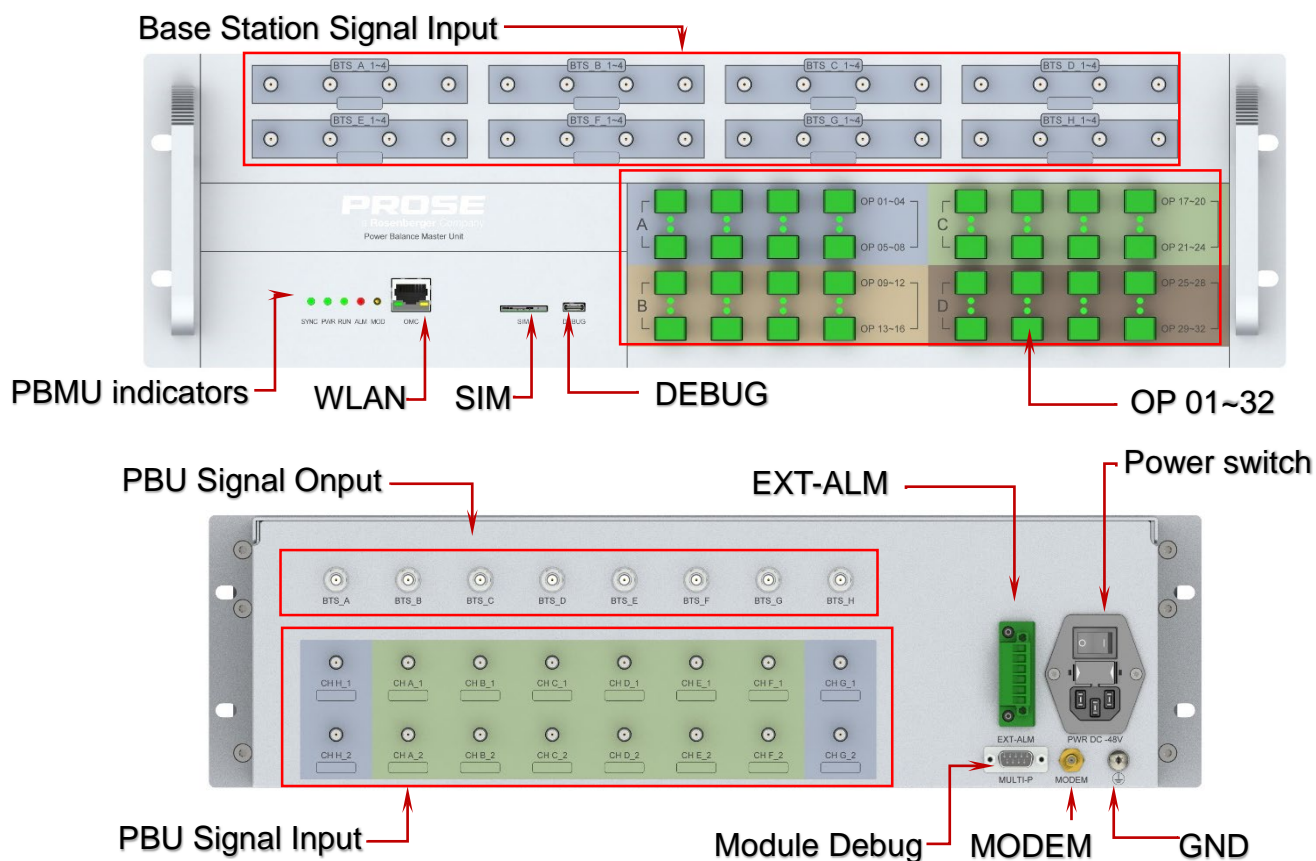 Base Station Signal Input
BTS_A_1~4 BTS_B_1~4 BTS_C_1~4 BTS_D_1~4
BTS_E_1~4 BTS_F_1~4 BTS_G_1~4 BTS_H_1~4
PROSE
a Rosenberger Company
Power Balance Master Unit
A OP 01~04 C OP 17~20
OP 05~08 OP 21~24
B OP 09~12 D OP 25~28
OP 13~16 OP 29~32
SYNC PWR RUN ALM MOD OMC SIM DEBUG
PBMU indicators WLAN SIM DEBUG OP 01~32
PBU Signal Onput EXT-ALM Power switch
BTS_A BTS_B BTS_C BTS_D BTS_E BTS_F BTS_G BTS_H
CH H_1 CH A_1 CH B_1 CH C_1 CH D_1 CH E_1 CH F_1 CH G_1
CH H_2 CH A_2 CH B_2 CH C_2 CH D_2 CH E_2 CH F_2 CH G_2
EXT-ALM PWR DC -48V
MULTI-P MODEM
PBU Signal Input Module Debug MODEM GND